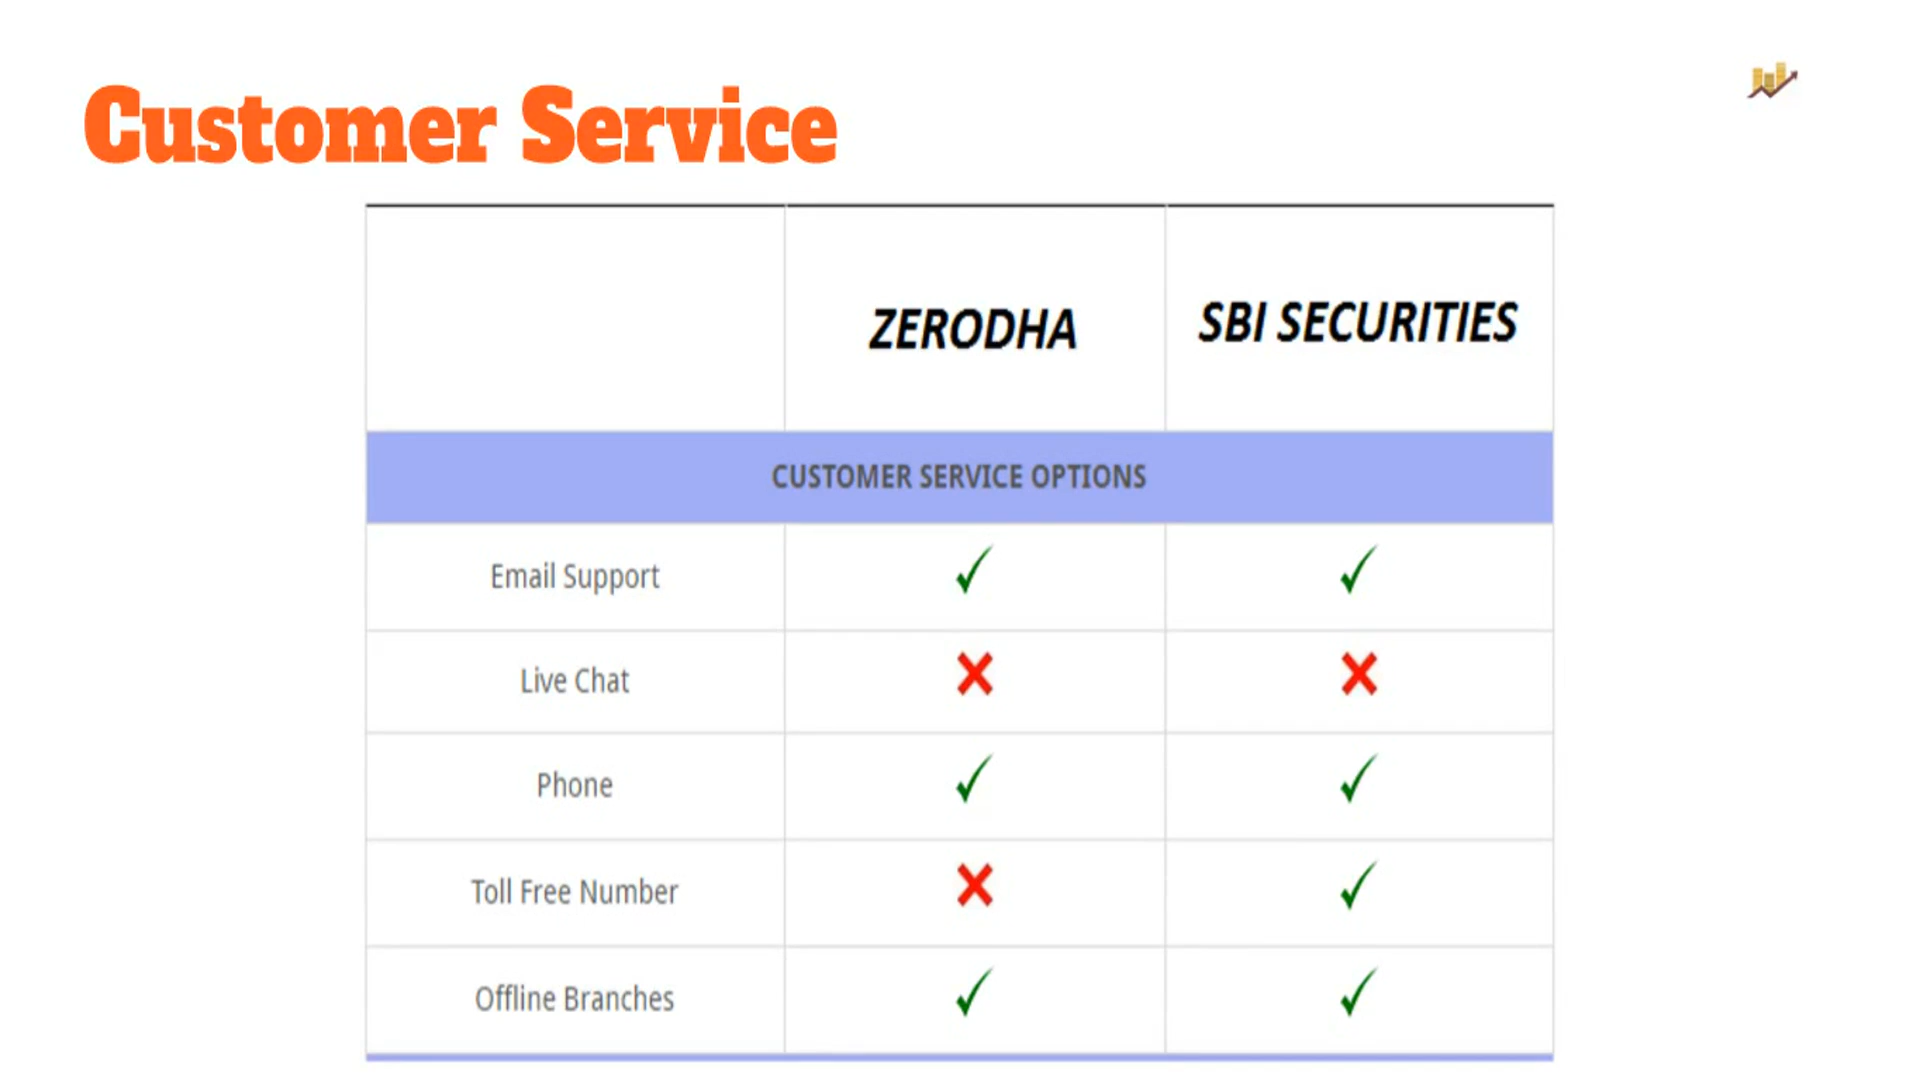 Customer Service
ZERODHA SBI SECURITIES
CUSTOMER SERVICE OPTIONS
Email Support
Live Chat
Phone
Toll Free Number
Offline Branches